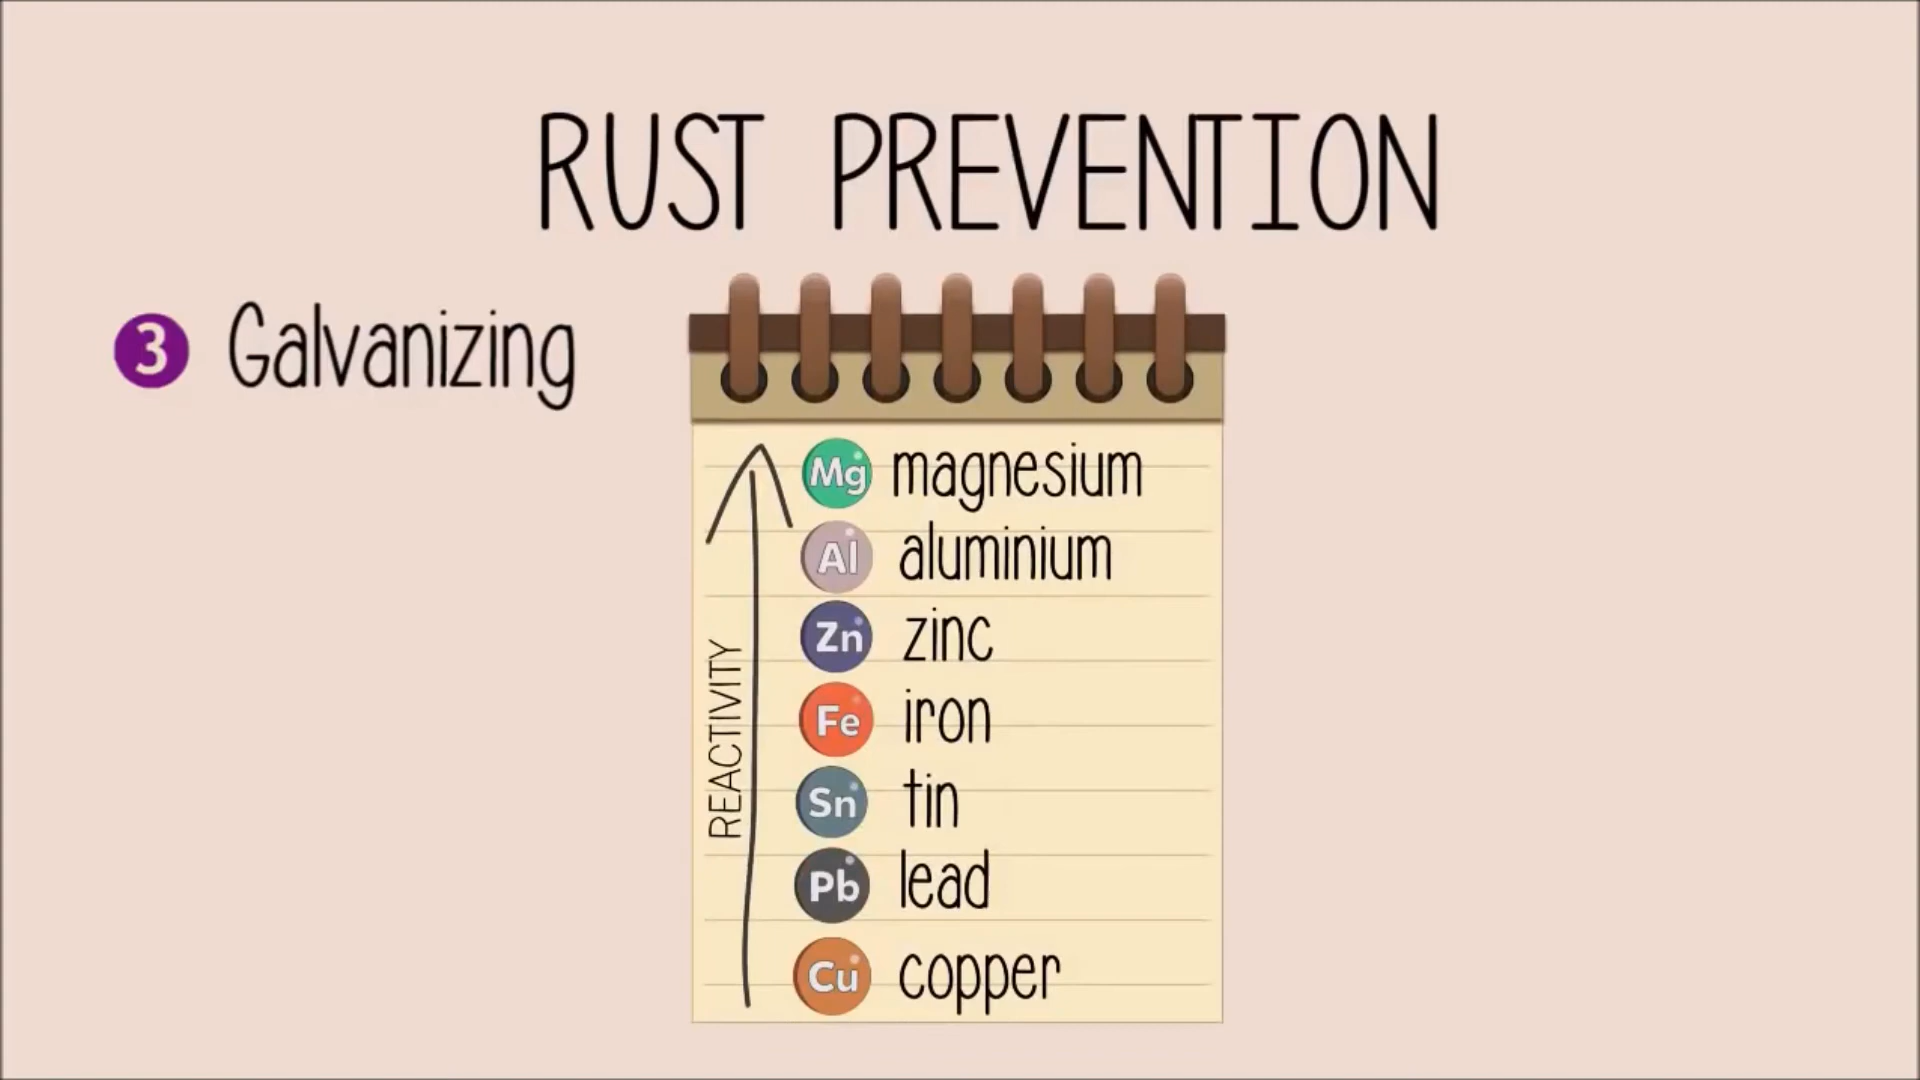 RUST PREVENTION
3 Galvanizing
REACTIVITY
Mg magnesium
Al aluminium
Zn zinc
Fe iron
Sn tin
Pb lead
Cu copper